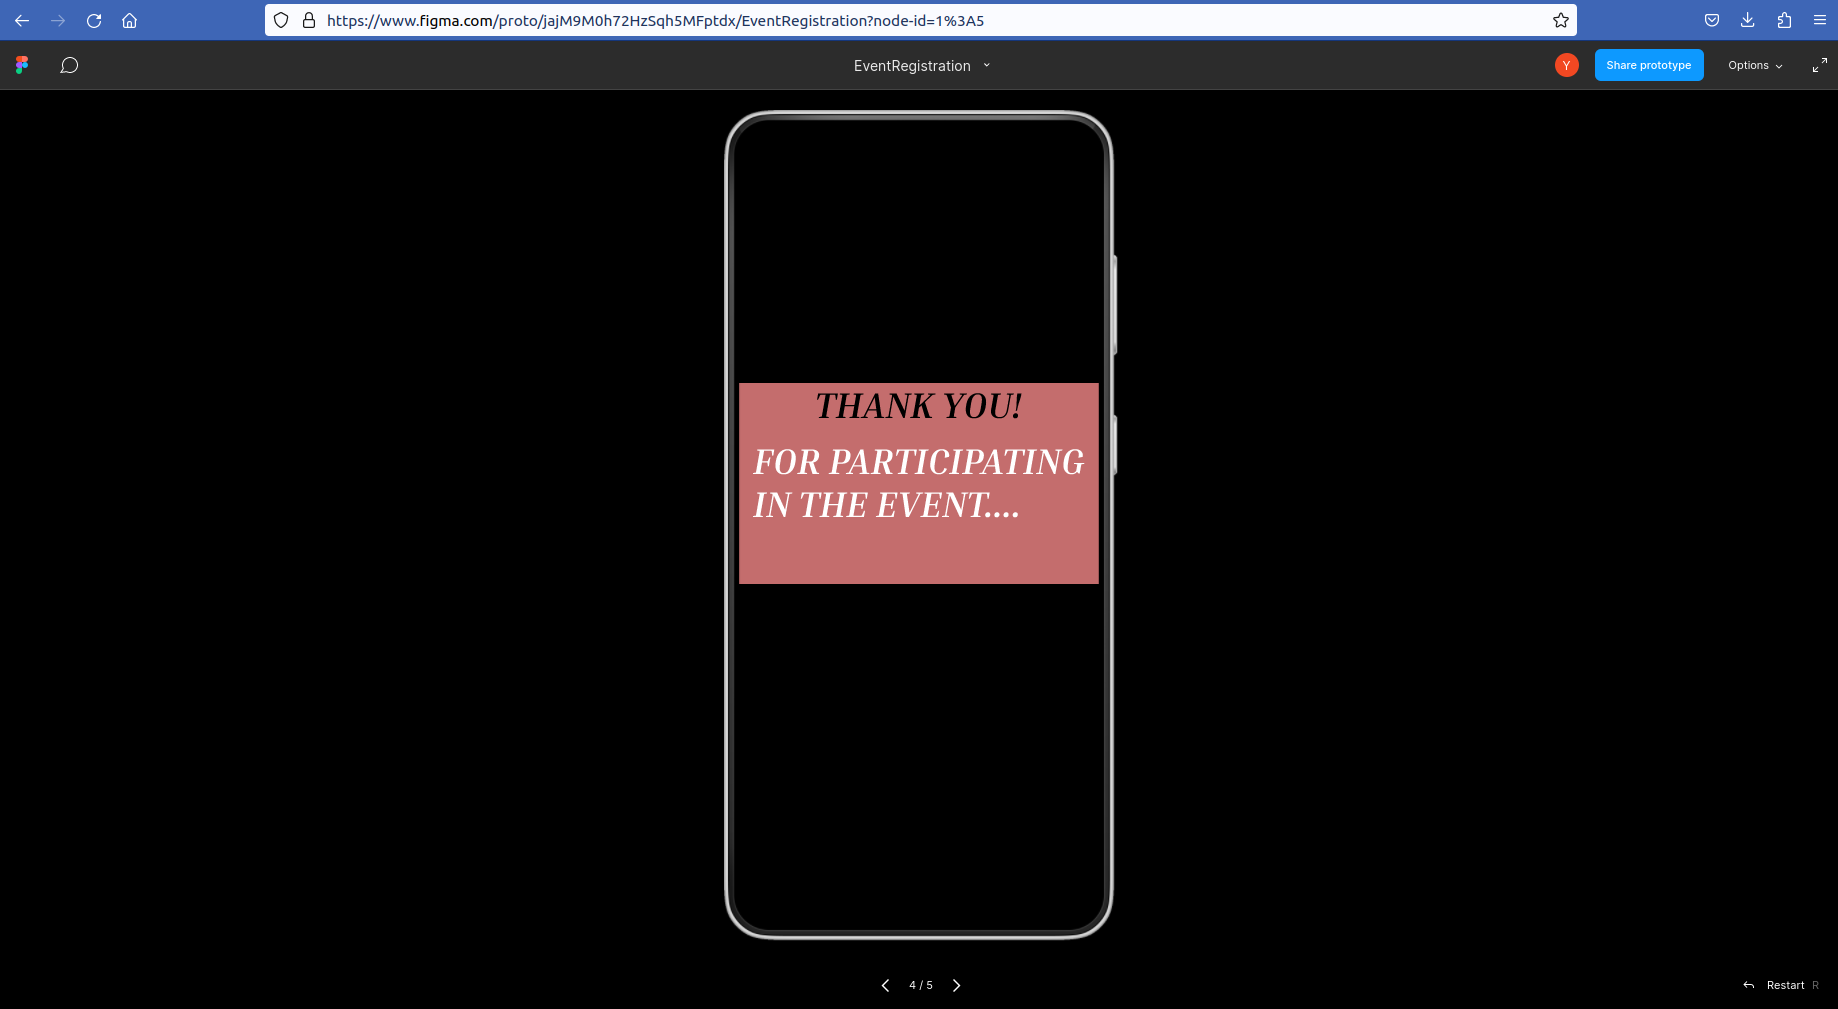 https://www.figma.com/proto/jajM9M0h72HzSqh5MFptdx/EventRegistration?node-id=1%3A5
EventRegistration
Y
Share prototype
Options
THANK YOU!
FOR PARTICIPATING
IN THE EVENT....
4 / 5
Restart R